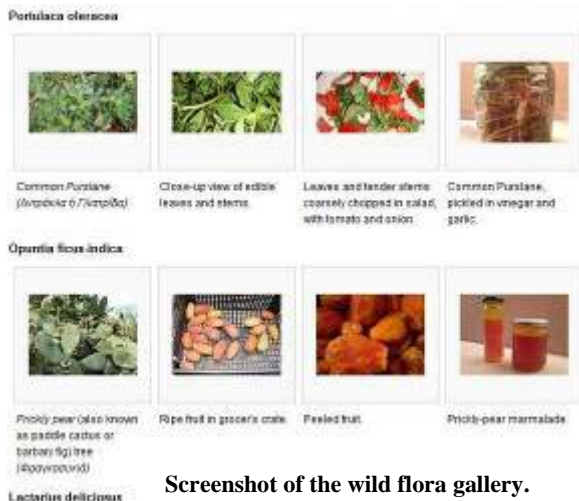 Portulaca oleracea
Common Purslane
(Αντράκλα ή Γλιστρίδα)
Close-up view of edible
leaves and stems.
Leaves and tender stems
coarsely chopped in salad,
with tomato and onion.
Common Purslane,
pickled in vinegar and
garlic.
Opuntia ficus-indica
Prickly pear (also known
as paddle cactus or
barbary fig) tree
(Φραγκοσυκιά)
Ripe fruit in grocer's crate.
Peeled fruit.
Prickly-pear marmalade.
Lactarius deliciosus
Screenshot of the wild flora gallery.